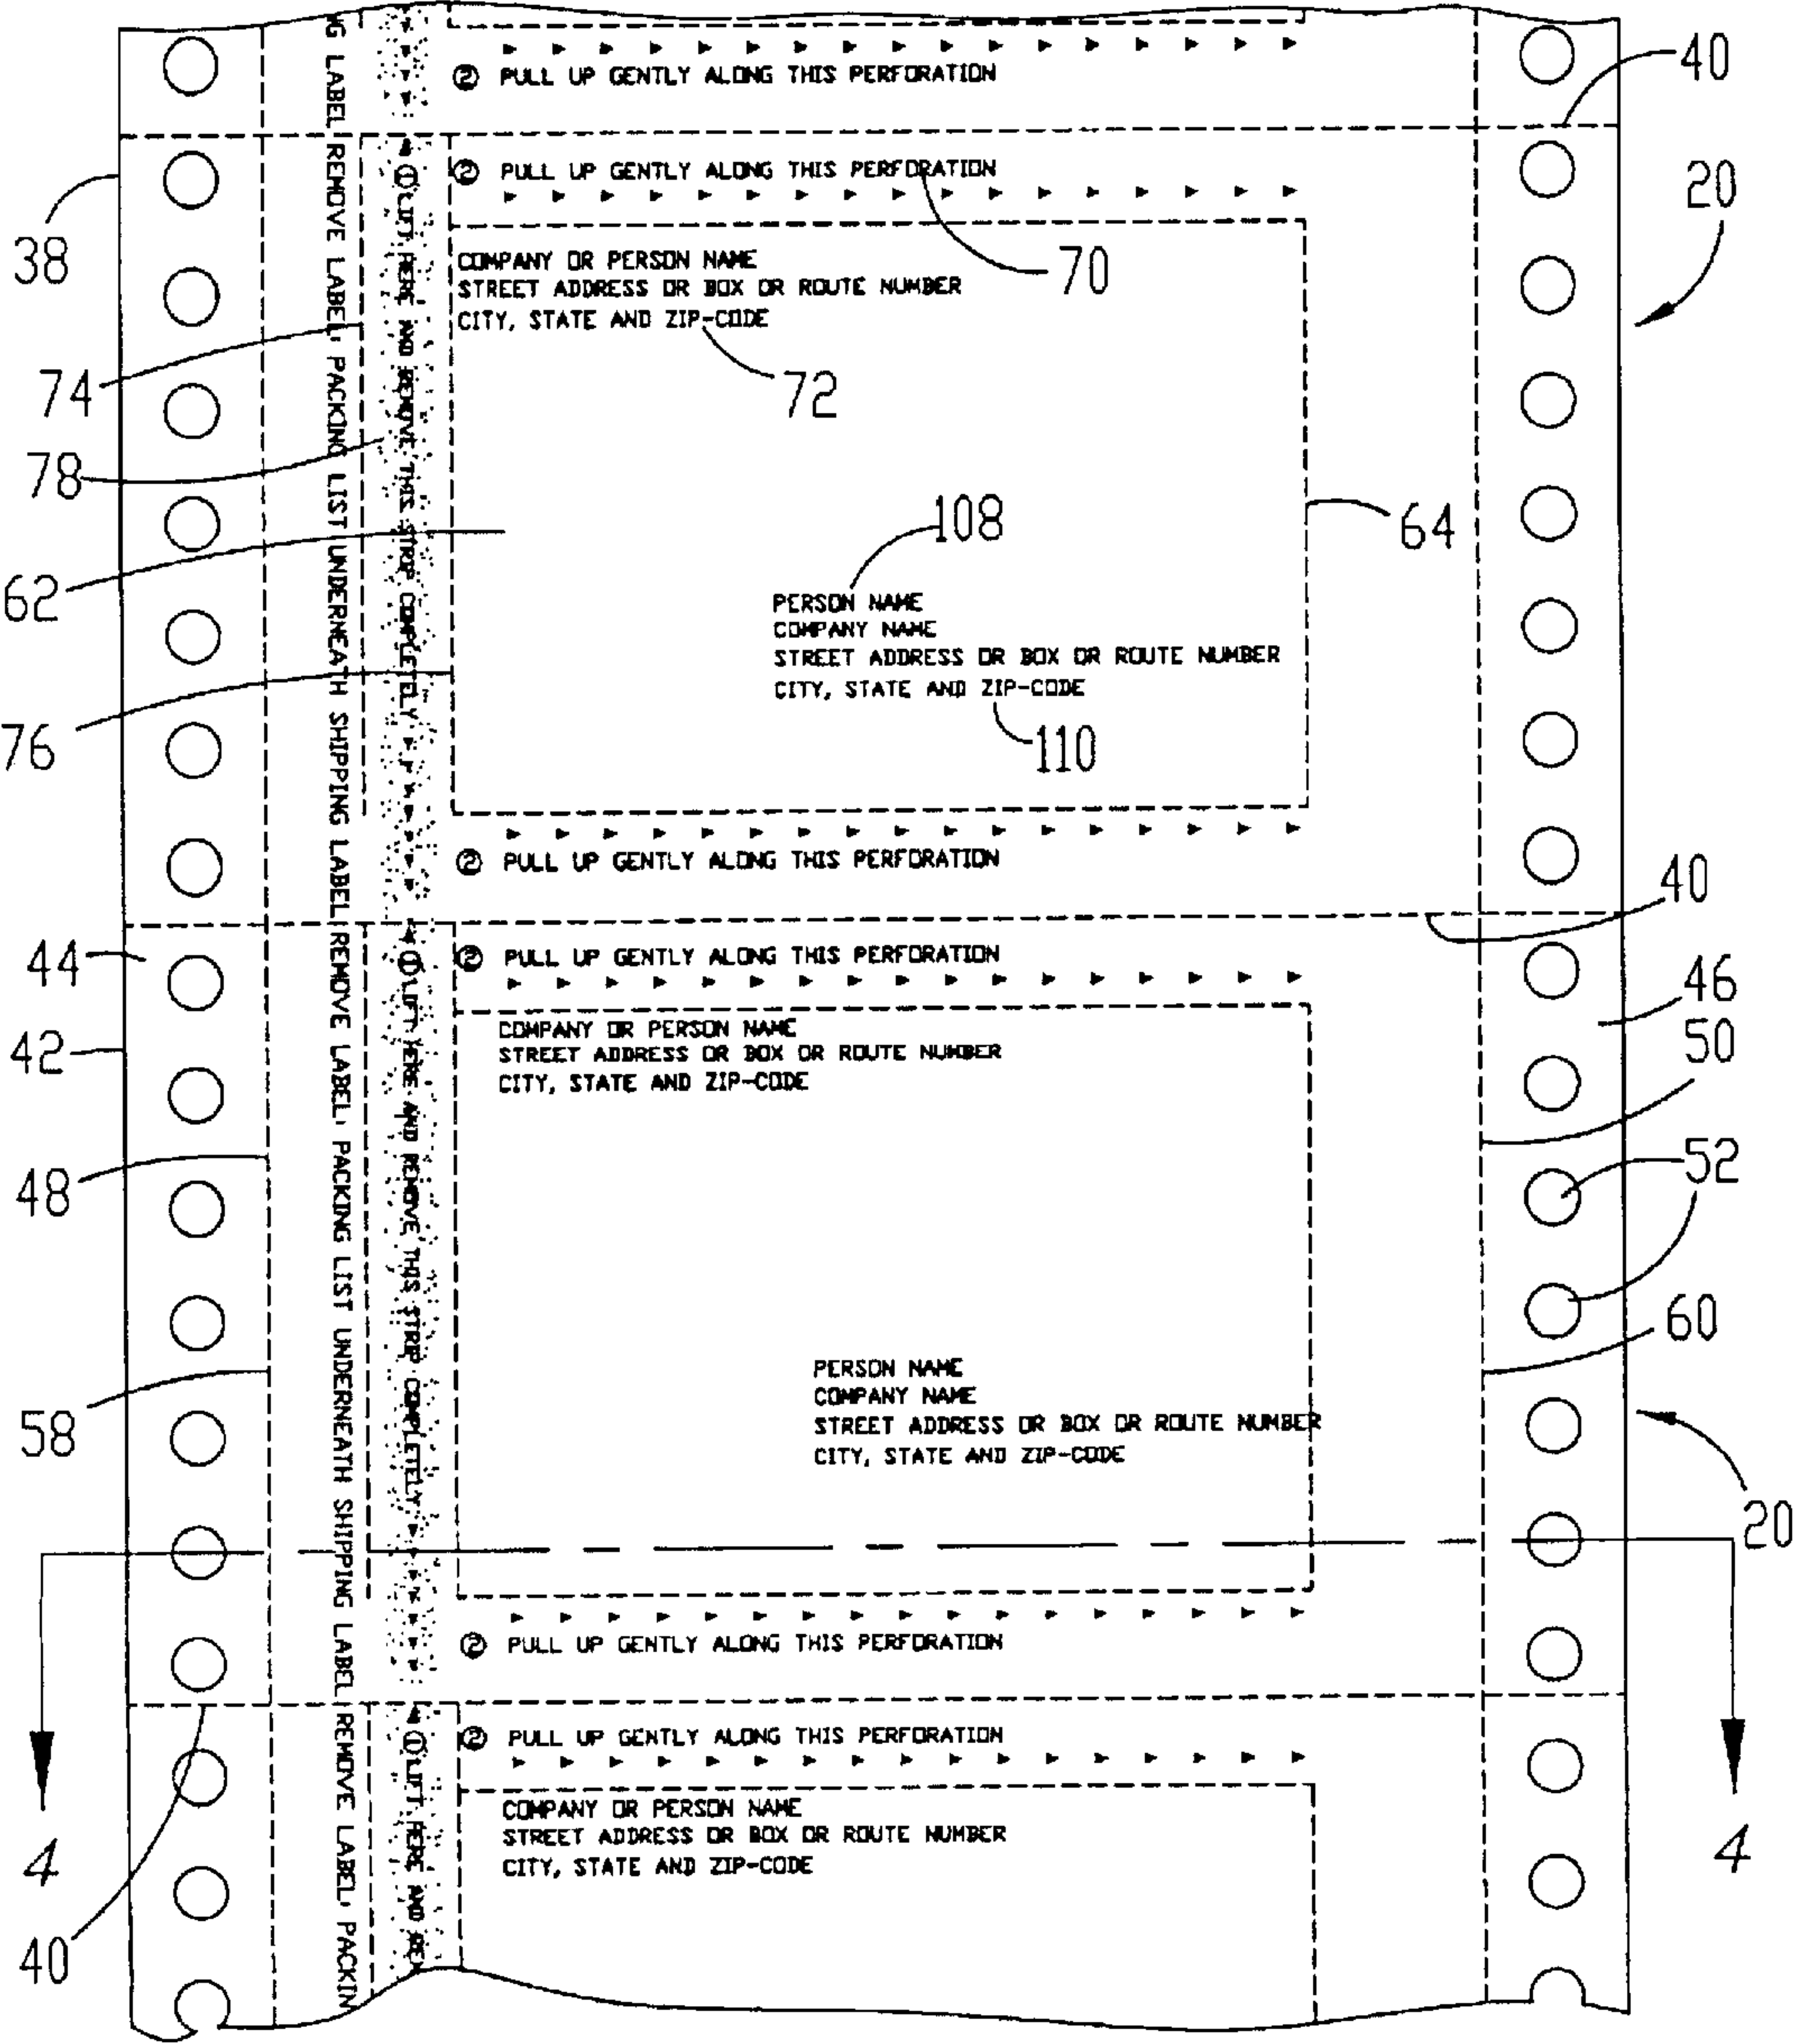 ② PULL UP GENTLY ALONG THIS PERFORATION
40
② PULL UP GENTLY ALONG THIS PERFORATION
20
38
70
COMPANY OR PERSON NAME
STREET ADDRESS OR BOX OR ROUTE NUMBER
CITY, STATE AND ZIP-CODE
74
72
78
108
64
62
PERSON NAME
COMPANY NAME
STREET ADDRESS OR BOX OR ROUTE NUMBER
CITY, STATE AND ZIP-CODE
76
110
② PULL UP GENTLY ALONG THIS PERFORATION
40
44
② PULL UP GENTLY ALONG THIS PERFORATION
46
42
50
COMPANY OR PERSON NAME
STREET ADDRESS OR BOX OR ROUTE NUMBER
CITY, STATE AND ZIP-CODE
48
52
60
58
PERSON NAME
COMPANY NAME
STREET ADDRESS OR BOX OR ROUTE NUMBER
CITY, STATE AND ZIP-CODE
20
② PULL UP GENTLY ALONG THIS PERFORATION
② PULL UP GENTLY ALONG THIS PERFORATION
COMPANY OR PERSON NAME
STREET ADDRESS OR BOX OR ROUTE NUMBER
CITY, STATE AND ZIP-CODE
4
4
40
NG LABEL
REMOVE LABEL, PACKING LIST UNDERNEATH SHIPPING LABEL
REMOVE LABEL, PACKING LIST UNDERNEATH SHIPPING LABEL
REMOVE LABEL, PACKIN
① LIFT HERE AND REMOVE THIS STRIP COMPLETELY
① LIFT HERE AND REMOVE THIS STRIP COMPLETELY
① LIFT HERE AND RE